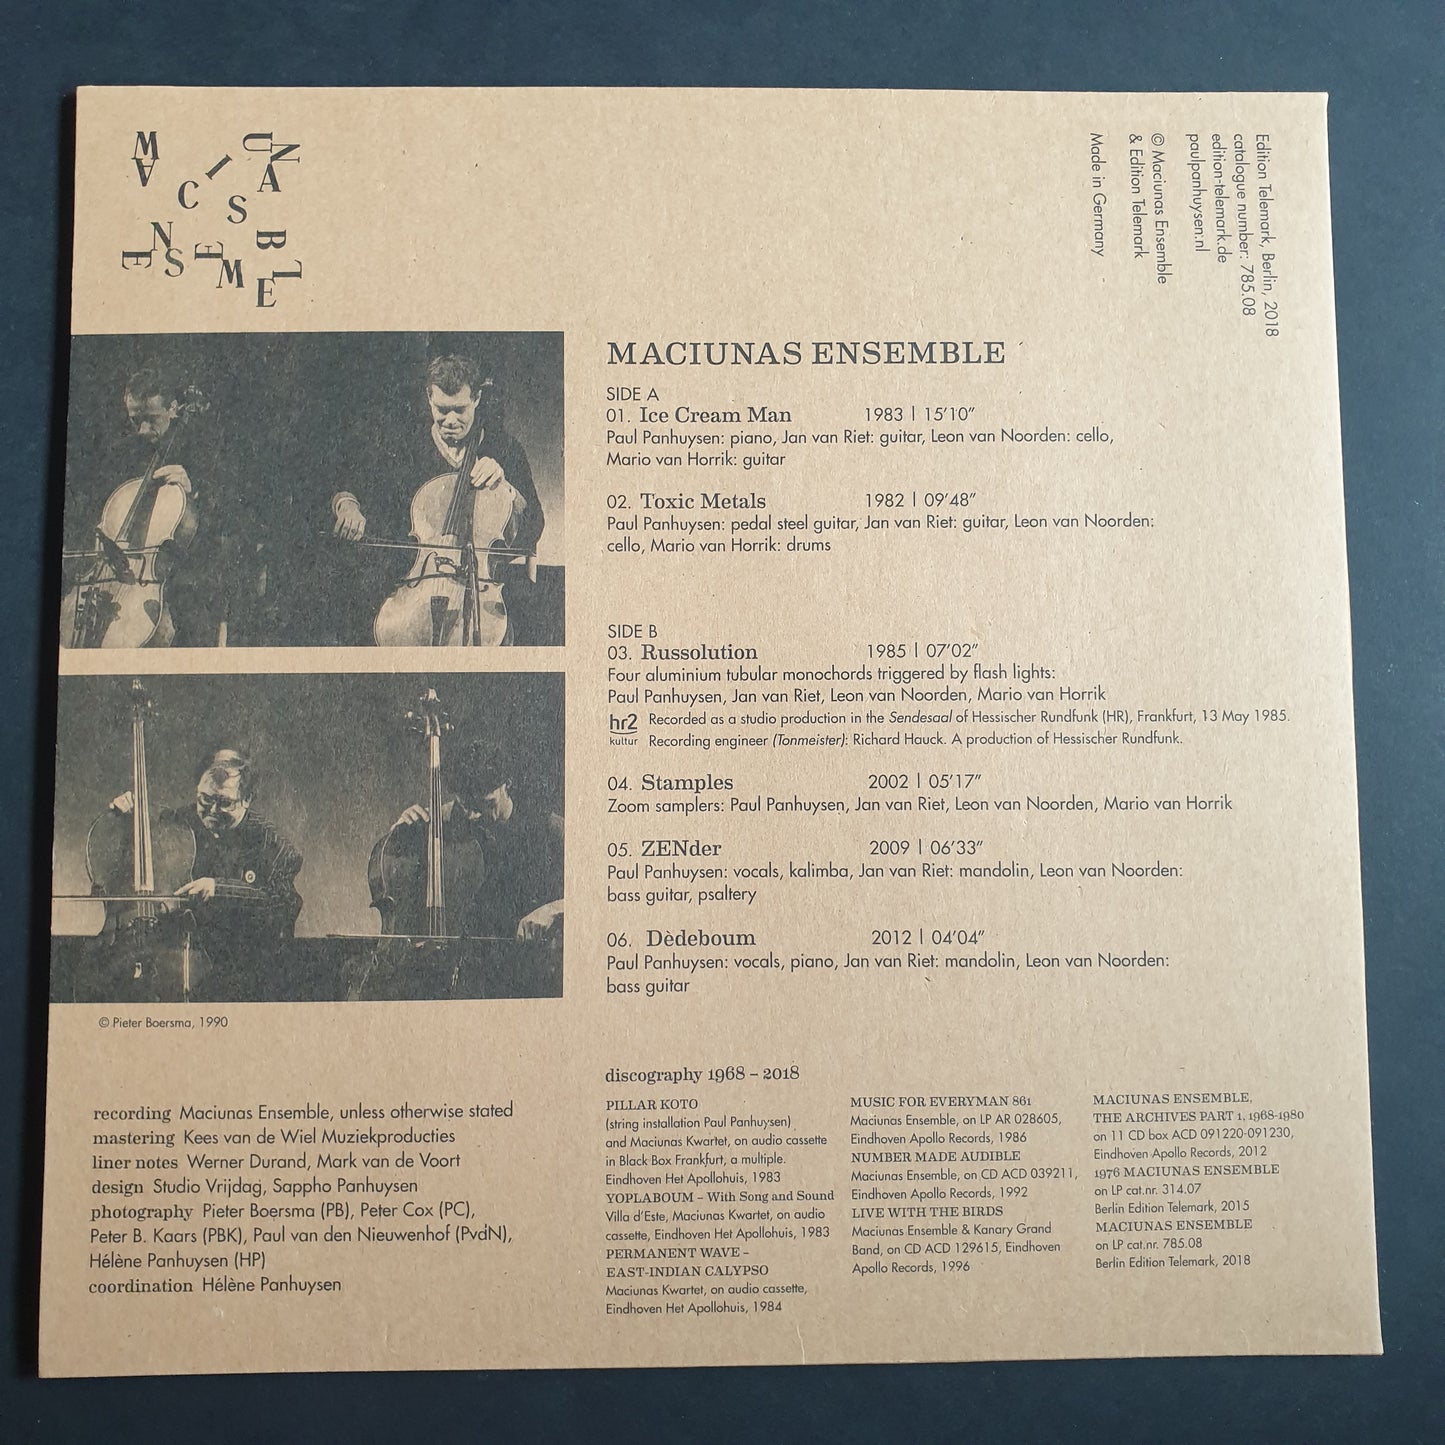 MACIUNAS
ENSEMBLE
Edition Telemark, Berlin, 2018
catalogue number: 785.08
edition-telemark.de
paulpanhuysen.nl
© Maciunas Ensemble
& Edition Telemark
Made in Germany
MACIUNAS ENSEMBLE
SIDE A
01. Ice Cream Man 1983 | 15'10"
Paul Panhuysen: piano, Jan van Riet: guitar, Leon van Noorden: cello,
Mario van Horrik: guitar
02. Toxic Metals 1982 | 09'48"
Paul Panhuysen: pedal steel guitar, Jan van Riet: guitar, Leon van Noorden:
cello, Mario van Horrik: drums
SIDE B
03. Russolution 1985 | 07'02"
Four aluminium tubular monochords triggered by flash lights:
Paul Panhuysen, Jan van Riet, Leon van Noorden, Mario van Horrik
hr2
kultur
Recorded as a studio production in the Sendesaal of Hessischer Rundfunk (HR), Frankfurt, 13 May 1985.
Recording engineer (Tonmeister): Richard Hauck. A production of Hessischer Rundfunk.
04. Stamples 2002 | 05'17"
Zoom samplers: Paul Panhuysen, Jan van Riet, Leon van Noorden, Mario van Horrik
05. ZENder 2009 | 06'33"
Paul Panhuysen: vocals, kalimba, Jan van Riet: mandolin, Leon van Noorden:
bass guitar, psaltery
06. Dèdeboum 2012 | 04'04"
Paul Panhuysen: vocals, piano, Jan van Riet: mandolin, Leon van Noorden:
bass guitar
© Pieter Boersma, 1990
recording Maciunas Ensemble, unless otherwise stated
mastering Kees van de Wiel Muziekproducties
liner notes Werner Durand, Mark van de Voort
design Studio Vrijdag, Sappho Panhuysen
photography Pieter Boersma (PB), Peter Cox (PC),
Peter B. Kaars (PBK), Paul van den Nieuwenhof (PvdN),
Hélène Panhuysen (HP)
coordination Hélène Panhuysen
discography 1968 – 2018
PILLAR KOTO
(string installation Paul Panhuysen)
and Maciunas Kwartet, on audio cassette
in Black Box Frankfurt, a multiple.
Eindhoven Het Apollohuis, 1983
YOPLABOUM – With Song and Sound
Villa d'Este, Maciunas Kwartet, on audio
cassette, Eindhoven Het Apollohuis, 1983
PERMANENT WAVE –
EAST-INDIAN CALYPSO
Maciunas Kwartet, on audio cassette,
Eindhoven Het Apollohuis, 1984
MUSIC FOR EVERYMAN 861
Maciunas Ensemble, on LP AR 028605,
Eindhoven Apollo Records, 1986
NUMBER MADE AUDIBLE
Maciunas Ensemble, on CD ACD 039211,
Eindhoven Apollo Records, 1992
LIVE WITH THE BIRDS
Maciunas Ensemble & Kanary Grand
Band, on CD ACD 129615, Eindhoven
Apollo Records, 1996
MACIUNAS ENSEMBLE,
THE ARCHIVES PART 1, 1968-1980
on 11 CD box ACD 091220-091230,
Eindhoven Apollo Records, 2012
1976 MACIUNAS ENSEMBLE
on LP cat.nr. 314.07
Berlin Edition Telemark, 2015
MACIUNAS ENSEMBLE
on LP cat.nr. 785.08
Berlin Edition Telemark, 2018